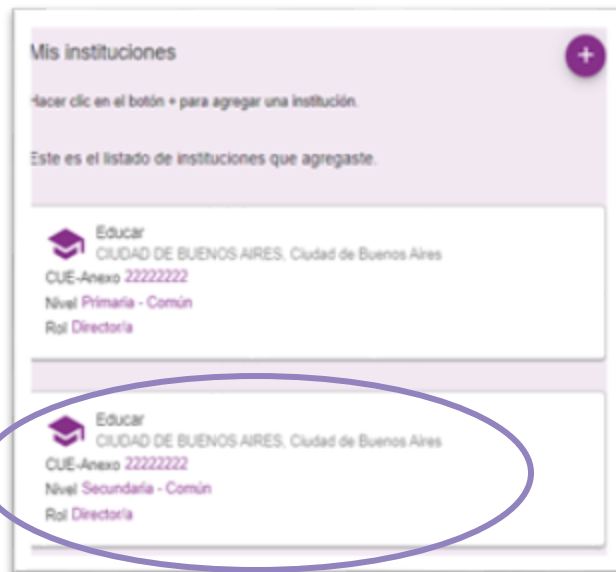 Mis instituciones
+
Hacer clic en el botón + para agregar una institución.
Este es el listado de instituciones que agregaste.
Educar
CIUDAD DE BUENOS AIRES, Ciudad de Buenos Aires
CUE-Anexo 22222222
Nivel Primaria - Común
Rol Director/a
Educar
CIUDAD DE BUENOS AIRES, Ciudad de Buenos Aires
CUE-Anexo 22222222
Nivel Secundaria - Común
Rol Director/a